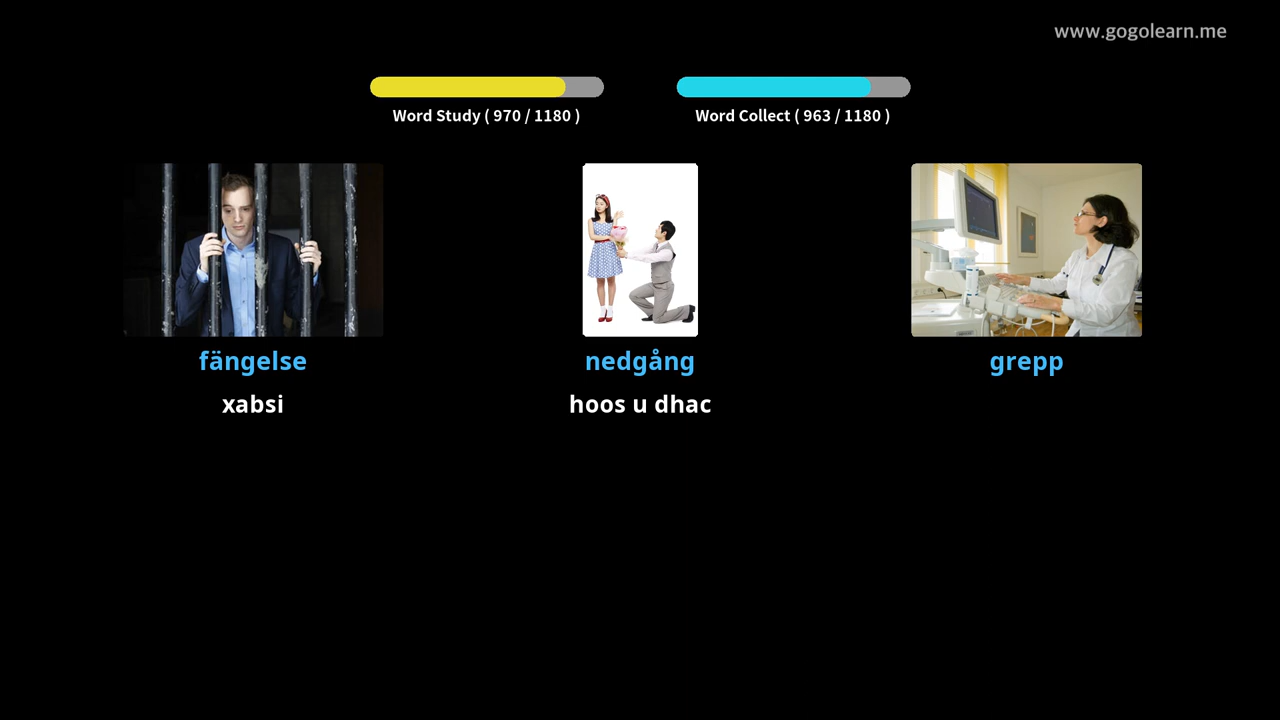 www.gogolearn.me
Word Study ( 970 / 1180 )
Word Collect ( 963 / 1180 )
fängelse
nedgång
grepp
xabsi
hoos u dhac